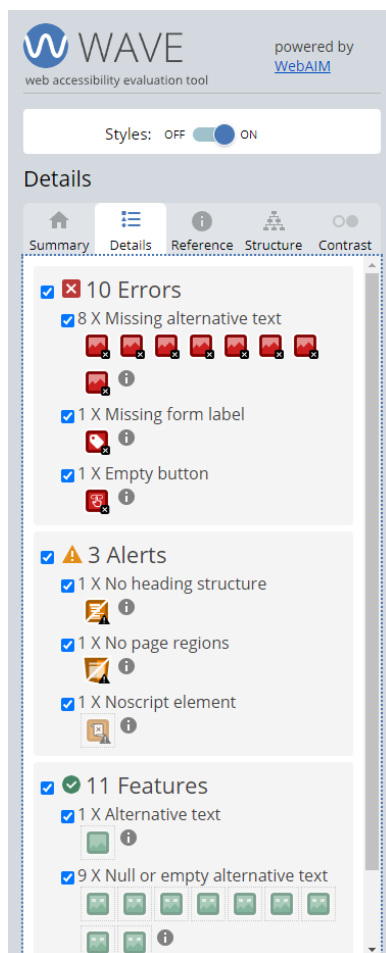 WAVE
powered by
WebAIM
web accessibility evaluation tool
Styles: OFF ON
Details
Summary Details Reference Structure Contrast
10 Errors
8 X Missing alternative text
1 X Missing form label
1 X Empty button
3 Alerts
1 X No heading structure
1 X No page regions
1 X Noscript element
11 Features
1 X Alternative text
9 X Null or empty alternative text